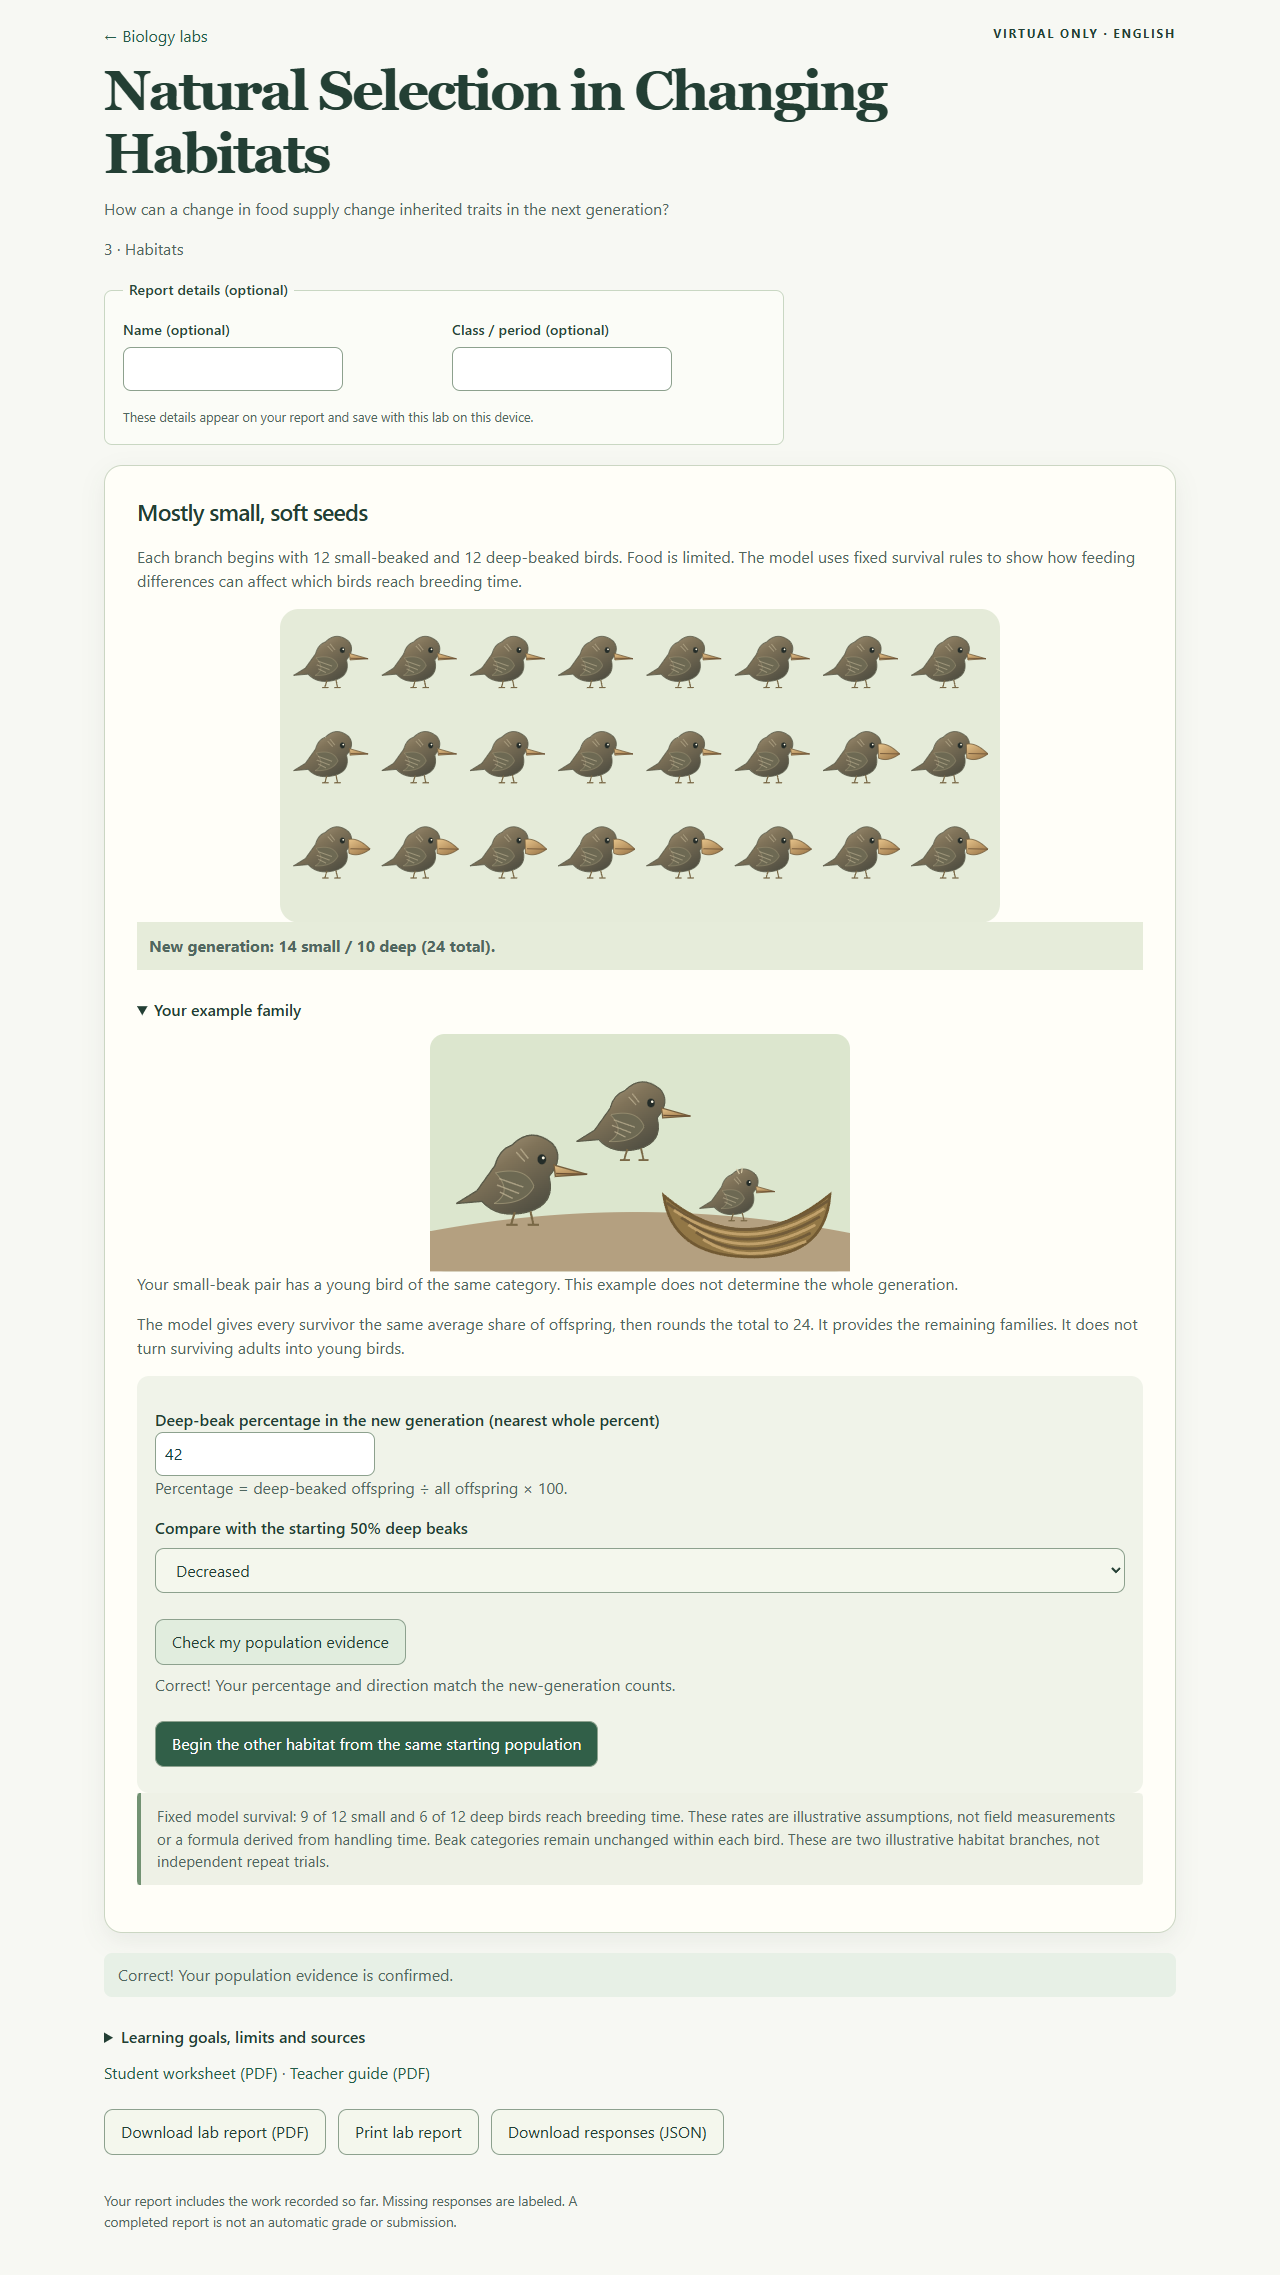 ← Biology labs
VIRTUAL ONLY · ENGLISH
Natural Selection in Changing
Habitats
How can a change in food supply change inherited traits in the next generation?
3 · Habitats
Report details (optional)
Name (optional)
Class / period (optional)
These details appear on your report and save with this lab on this device.
Mostly small, soft seeds
Each branch begins with 12 small-beaked and 12 deep-beaked birds. Food is limited. The model uses fixed survival rules to show how feeding
differences can affect which birds reach breeding time.
New generation: 14 small / 10 deep (24 total).
▼ Your example family
Your small-beak pair has a young bird of the same category. This example does not determine the whole generation.
The model gives every survivor the same average share of offspring, then rounds the total to 24. It provides the remaining families. It does not
turn surviving adults into young birds.
Deep-beak percentage in the new generation (nearest whole percent)
42
Percentage = deep-beaked offspring ÷ all offspring × 100.
Compare with the starting 50% deep beaks
Decreased
Check my population evidence
Correct! Your percentage and direction match the new-generation counts.
Begin the other habitat from the same starting population
Fixed model survival: 9 of 12 small and 6 of 12 deep birds reach breeding time. These rates are illustrative assumptions, not field measurements
or a formula derived from handling time. Beak categories remain unchanged within each bird. These are two illustrative habitat branches, not
independent repeat trials.
Correct! Your population evidence is confirmed.
▶ Learning goals, limits and sources
Student worksheet (PDF) · Teacher guide (PDF)
Download lab report (PDF)
Print lab report
Download responses (JSON)
Your report includes the work recorded so far. Missing responses are labeled. A
completed report is not an automatic grade or submission.